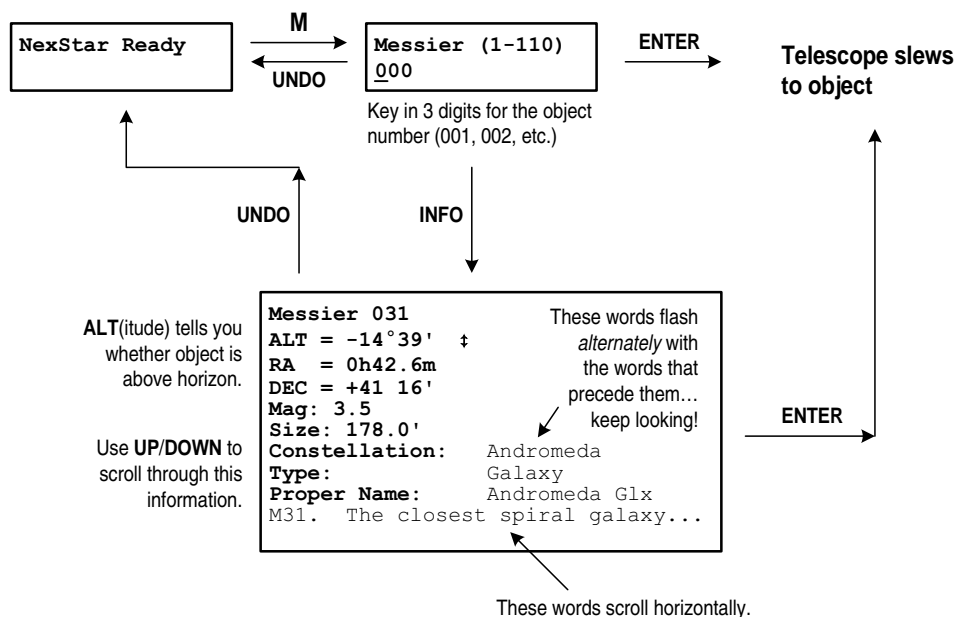 NexStar Ready
M
UNDO
Messier (1-110)
000
ENTER
Telescope slews
to object
Key in 3 digits for the object
number (001, 002, etc.)
UNDO
INFO
ALT(itude) tells you
whether object is
above horizon.
Use UP/DOWN to
scroll through this
information.
Messier 031
ALT = -14°39' ↕
RA = 0h42.6m
DEC = +41 16'
Mag: 3.5
Size: 178.0'
Constellation: Andromeda
Type: Galaxy
Proper Name: Andromeda Glx
M31. The closest spiral galaxy...
These words flash
alternately with
the words that
precede them…
keep looking!
ENTER
These words scroll horizontally.